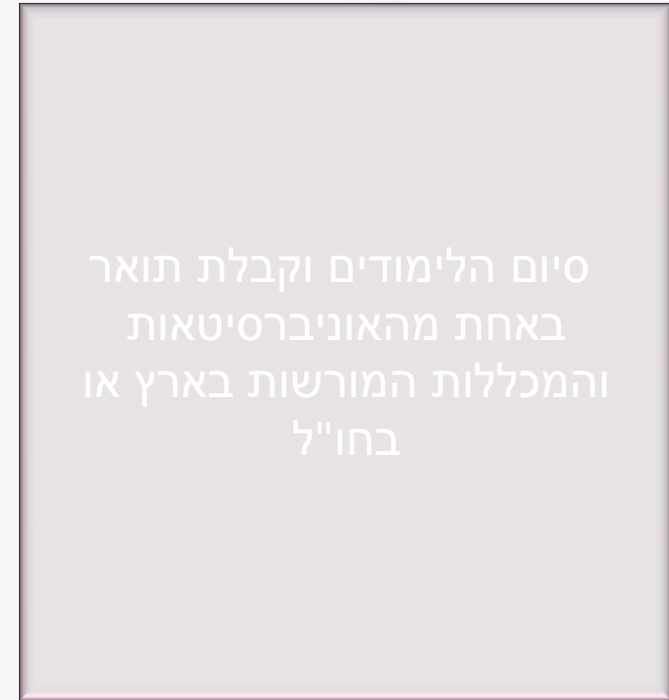 סיום הלימודים וקבלת תואר
באחת מהאוניברסיטאות
והמכללות המורשות בארץ או
בחו"ל